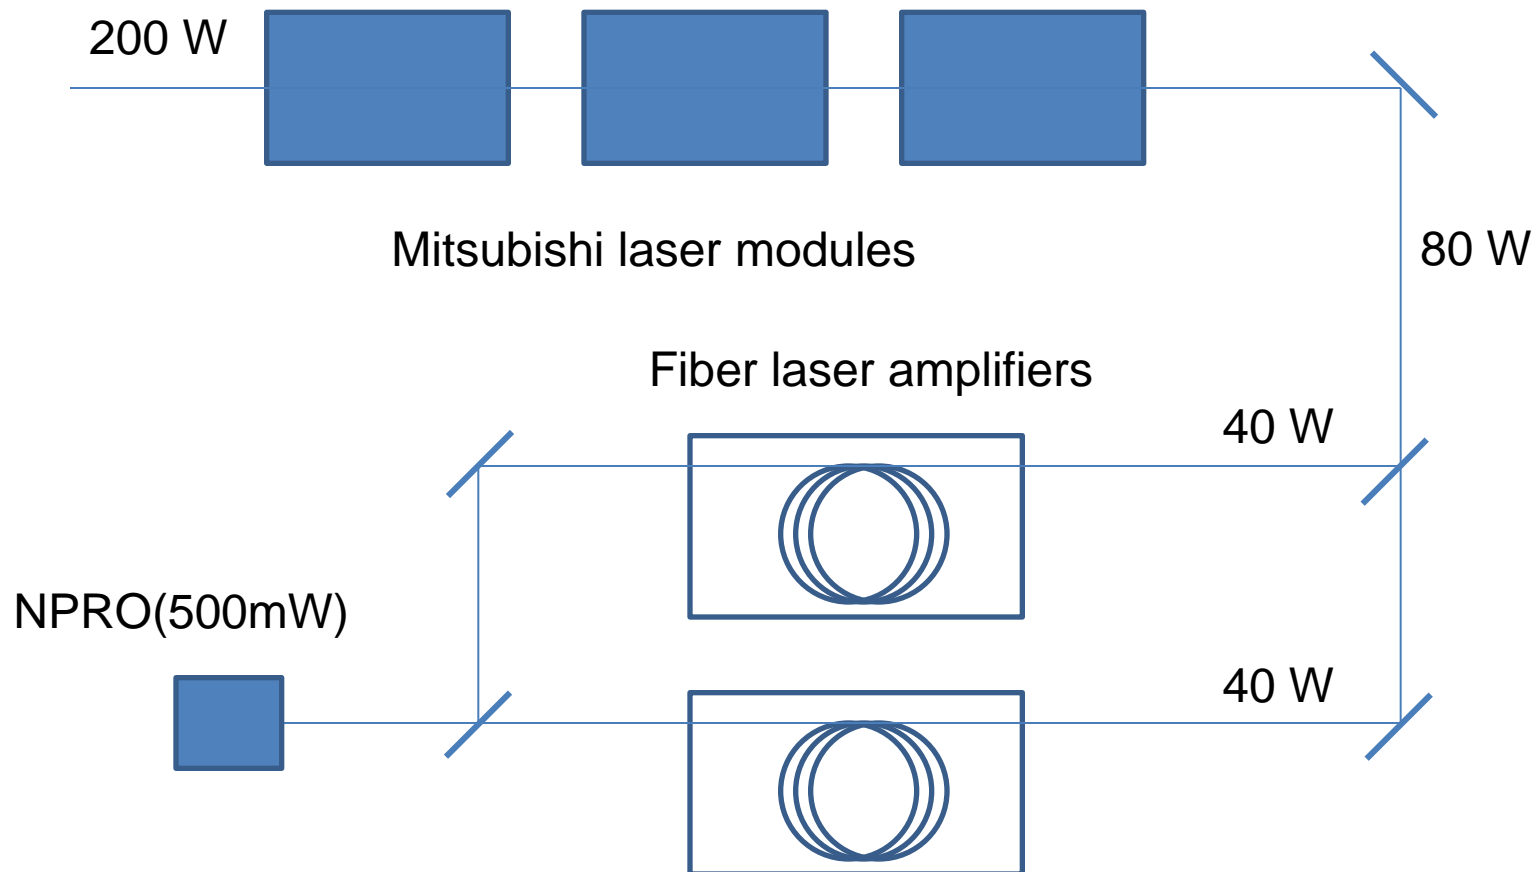 200 W
Mitsubishi laser modules
80 W
Fiber laser amplifiers
40 W
NPRO(500mW)
40 W